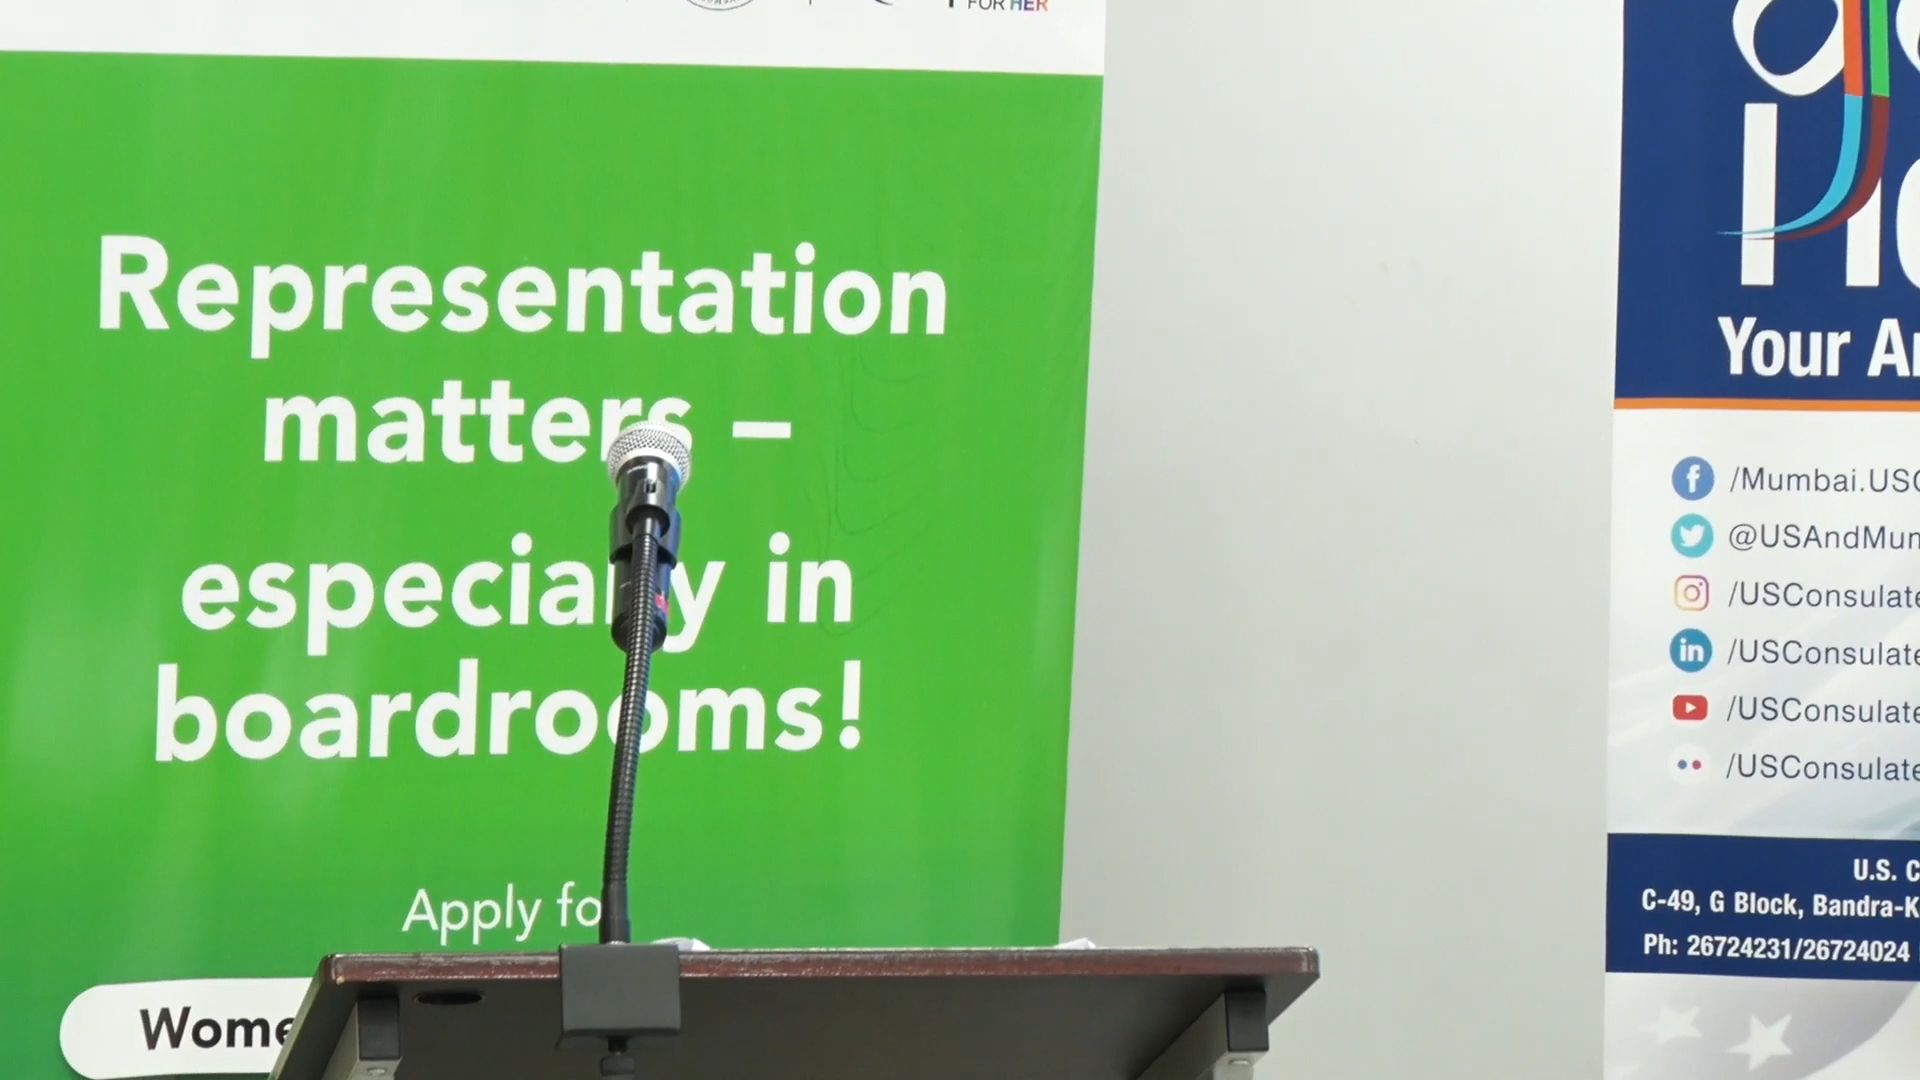 FOR HER
Representation
matters –
especially in
boardrooms!
Apply fo
Wome
Your A
/Mumbai.USC
@USAndMum
/USConsulate
/USConsulate
/USConsulate
/USConsulate
U.S. C
C-49, G Block, Bandra-K
Ph: 26724231/26724024